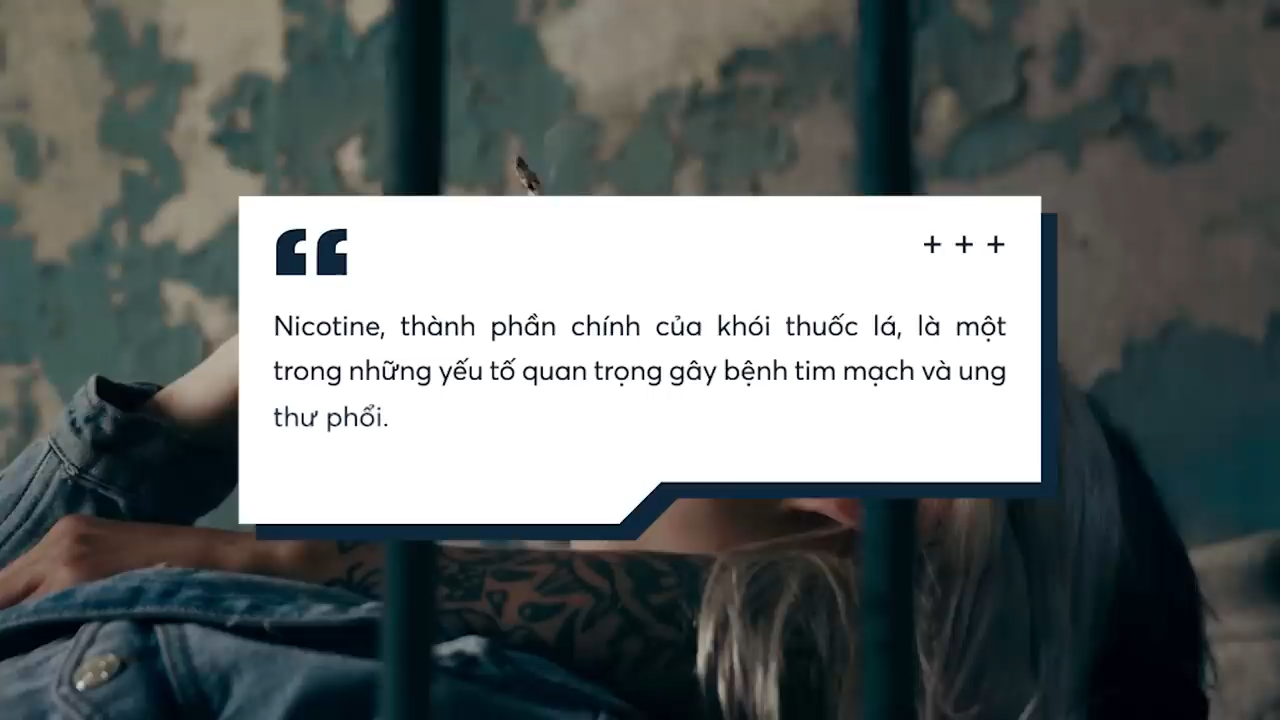 “
+ + +
Nicotine, thành phần chính của khói thuốc lá, là một
trong những yếu tố quan trọng gây bệnh tim mạch và ung
thư phổi.